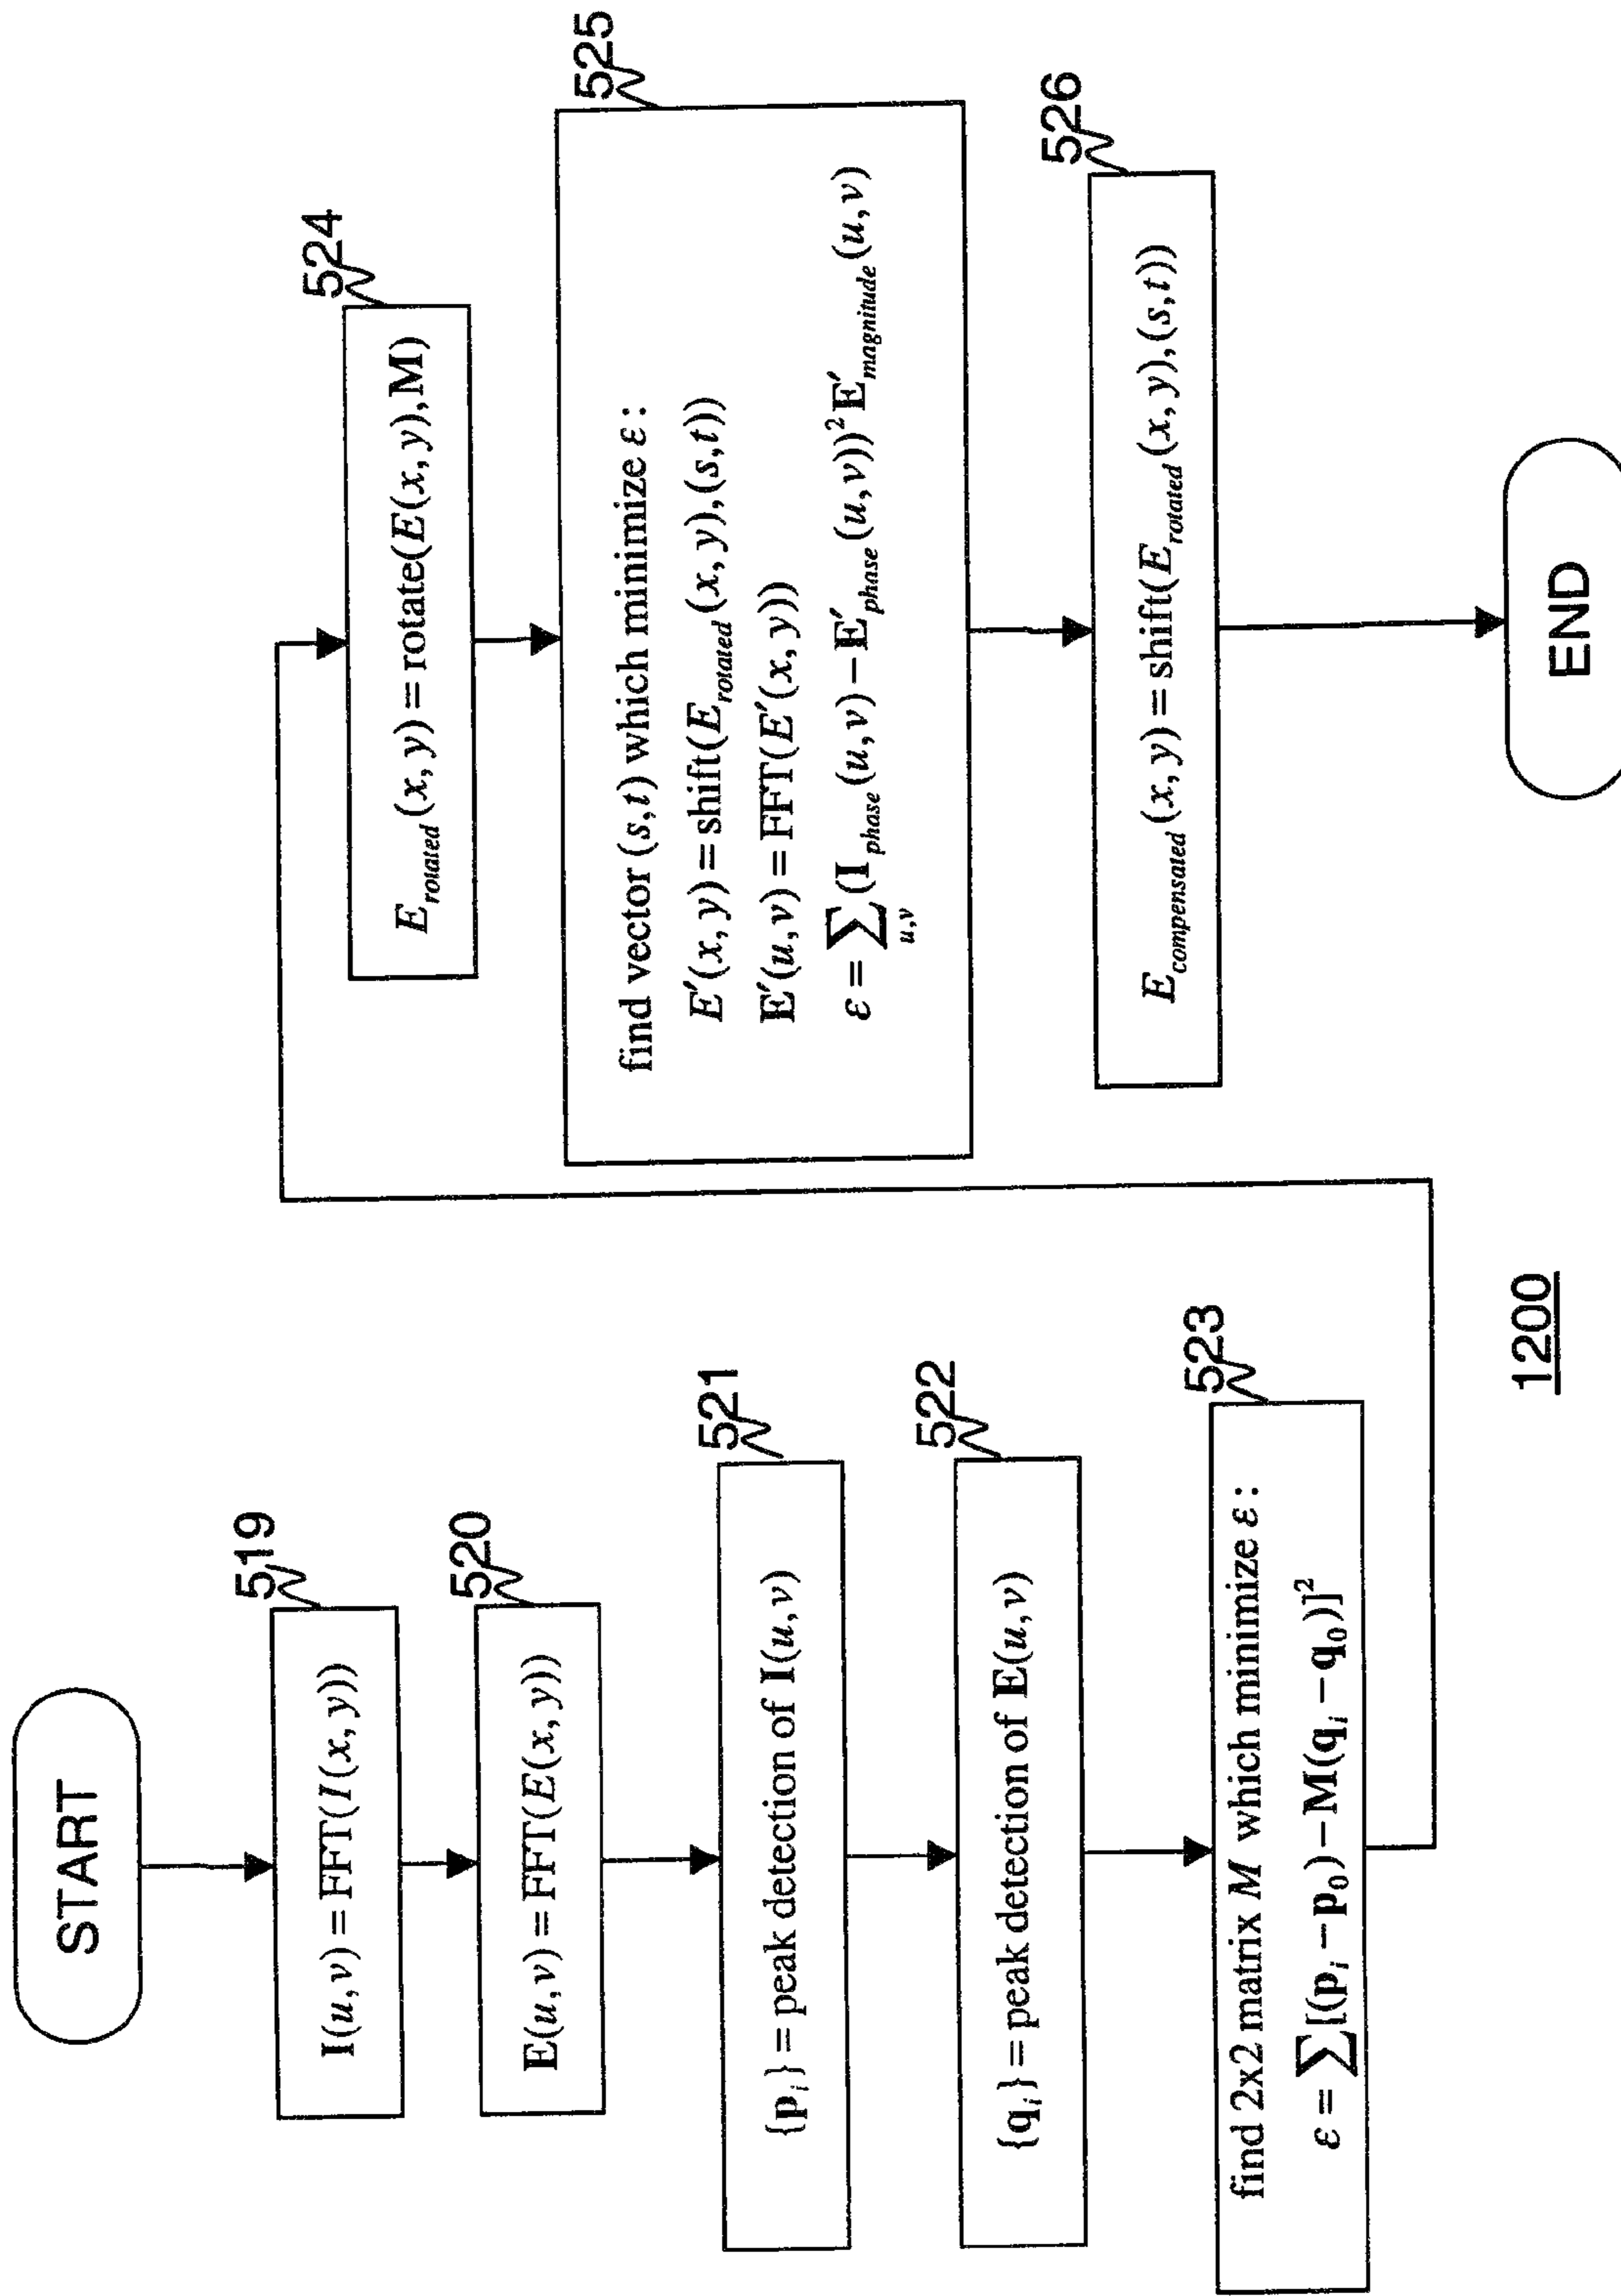 START
519
I(u,v) = FFT(I(x,y))
520
E(u,v) = FFT(E(x,y))
521
{p_i} = peak detection of I(u,v)
522
{q_i} = peak detection of E(u,v)
523
find 2x2 matrix M which minimize ε:
ε = ∑[(p_i − p_0) − M(q_i − q_0)]²
524
E_rotated(x,y) = rotate(E(x,y),M)
525
find vector (s,t) which minimize ε:
E′(x,y) = shift(E_rotated(x,y),(s,t))
E′(u,v) = FFT(E′(x,y))
ε = ∑_{u,v}(I_phase(u,v) − E′_phase(u,v))² E′_magnitude(u,v)
526
E_compensated(x,y) = shift(E_rotated(x,y),(s,t))
END
1200